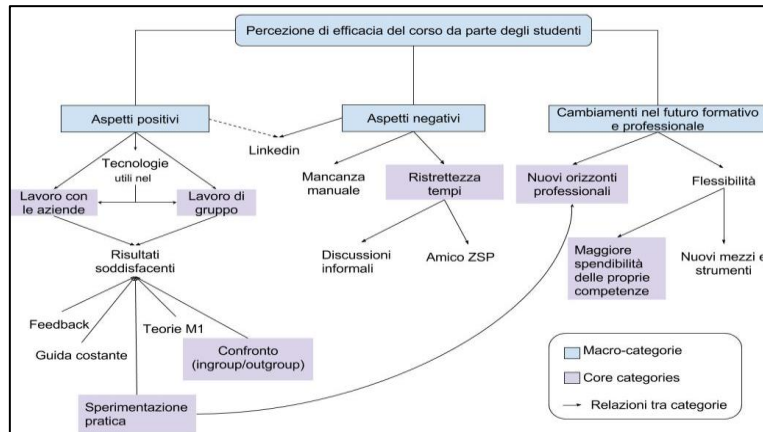 Percezione di efficacia del corso da parte degli studenti
Aspetti positivi
Aspetti negativi
Cambiamenti nel futuro formativo
e professionale
Linkedin
Tecnologie
utili nel
Mancanza
manuale
Ristrettezza
tempi
Nuovi orizzonti
professionali
Flessibilità
Lavoro con
le aziende
Lavoro di
gruppo
Risultati
soddisfacenti
Discussioni
informali
Amico ZSP
Maggiore
spendibilità
delle proprie
competenze
Nuovi mezzi e
strumenti
Feedback
Teorie M1
Guida costante
Confronto
(ingroup/outgroup)
Sperimentazione
pratica
Macro-categorie
Core categories
Relazioni tra categorie